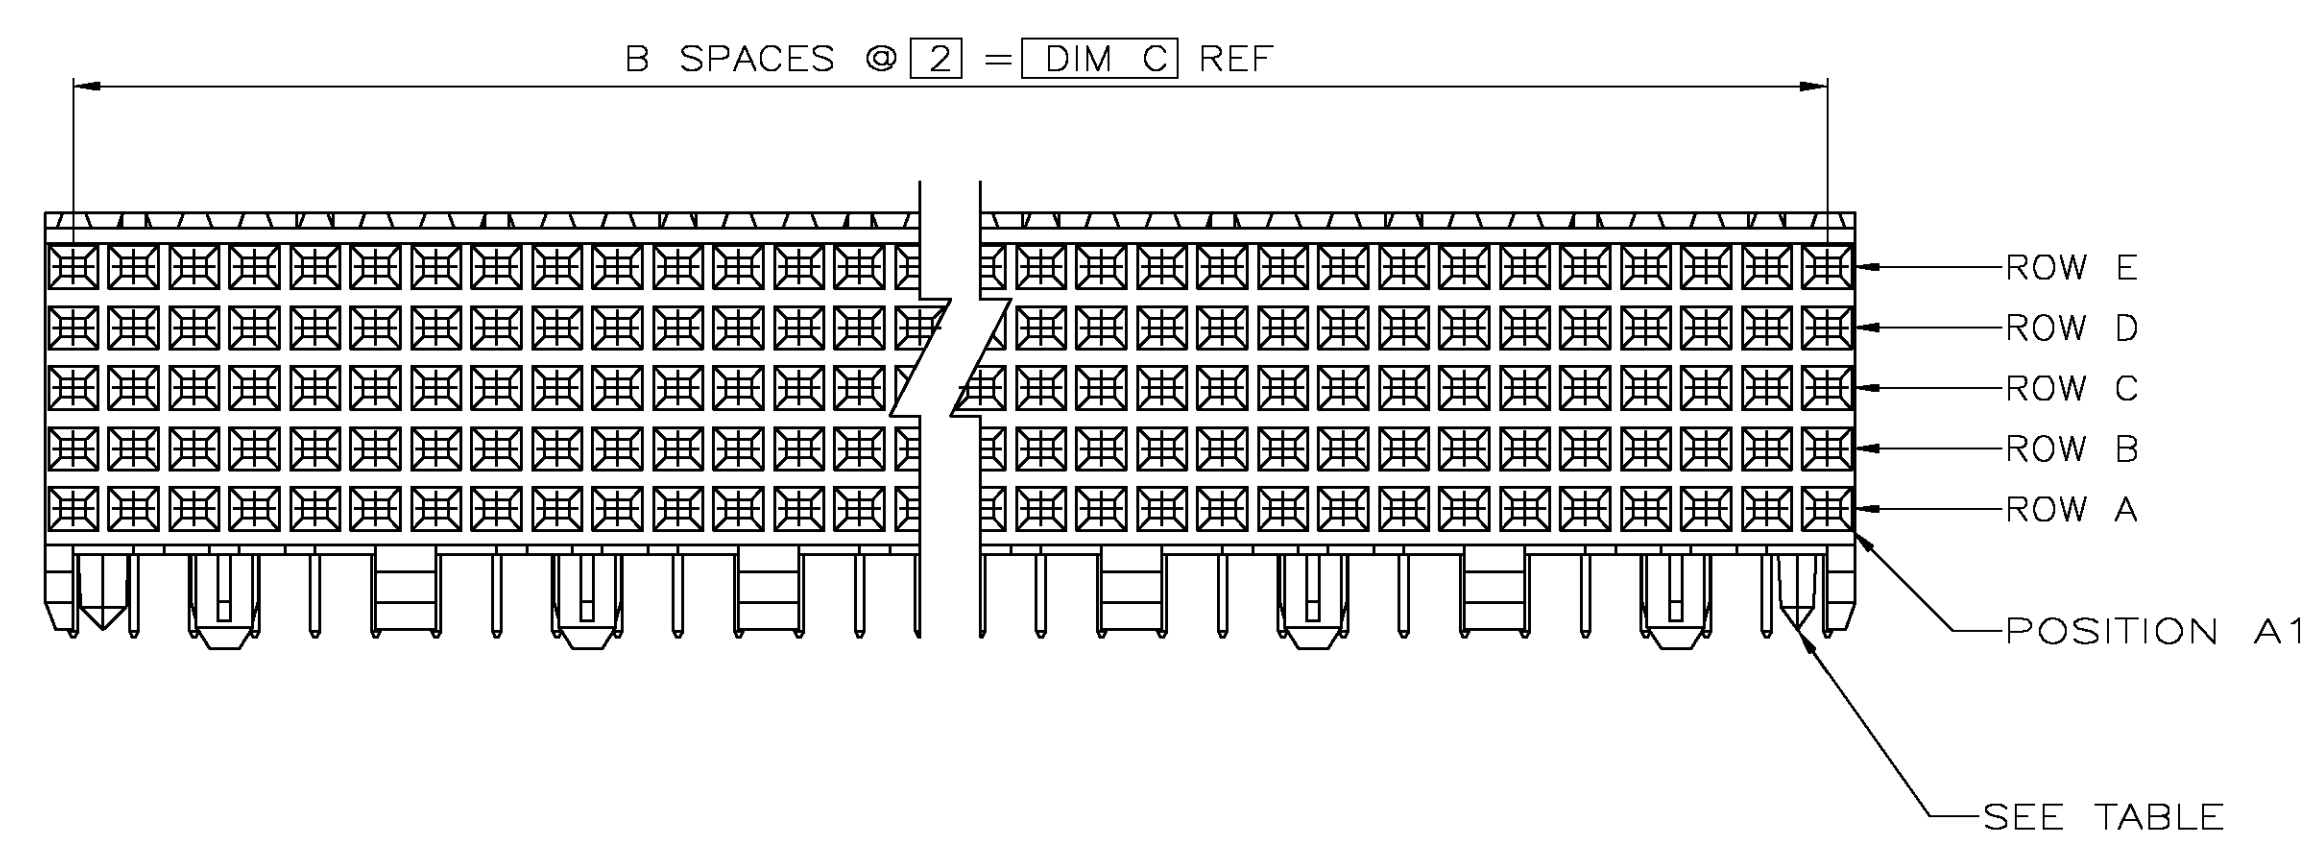 B SPACES @ 2 = DIM C REF
ROW E
ROW D
ROW C
ROW B
ROW A
POSITION A1
SEE TABLE